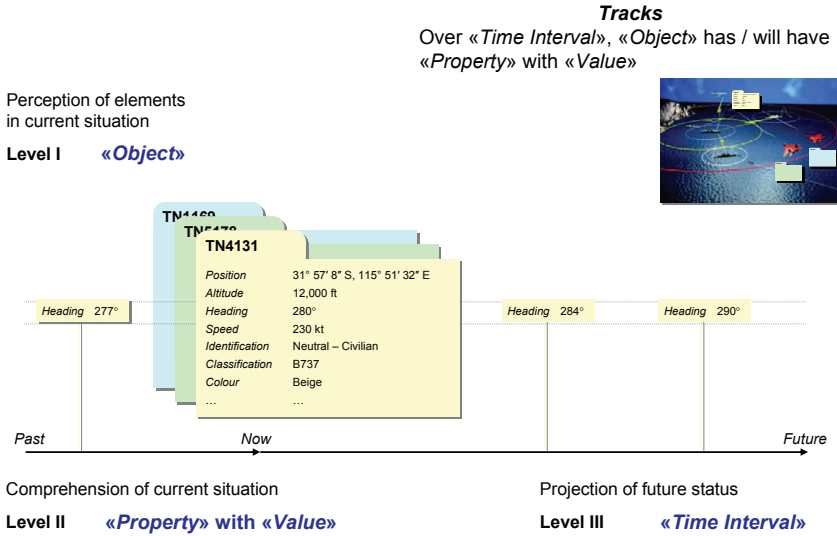 Tracks
Over «Time Interval», «Object» has / will have
«Property» with «Value»
Perception of elements
in current situation
Level I «Object»
TN1169
TN5178
TN4131
Position 31° 57′ 8″ S, 115° 51′ 32″ E
Altitude 12,000 ft
Heading 280°
Speed 230 kt
Identification Neutral – Civilian
Classification B737
Colour Beige
… …
Heading 277°
Heading 284°
Heading 290°
Past
Now
Future
Comprehension of current situation
Level II «Property» with «Value»
Projection of future status
Level III «Time Interval»